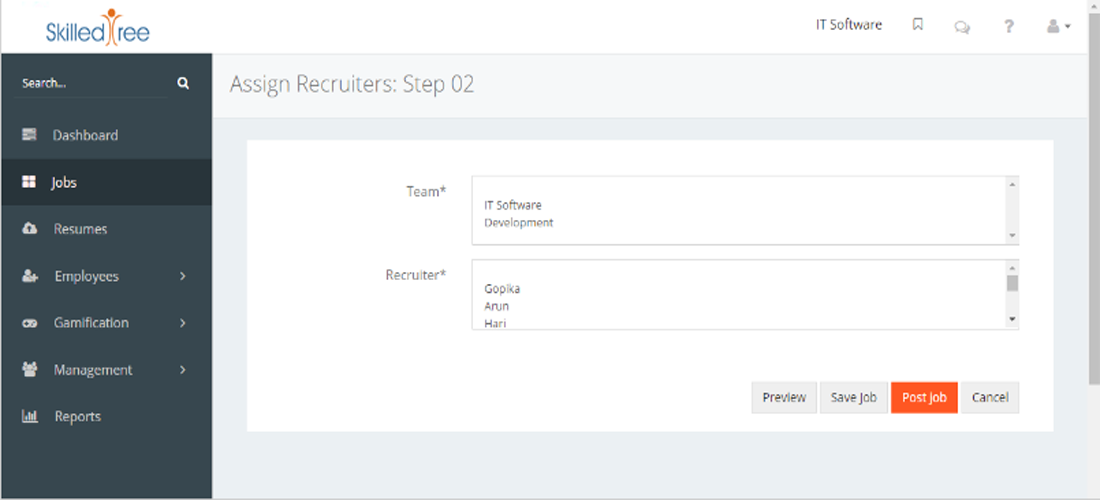 SkilledTree
IT Software
?
Search...
Assign Recruiters: Step 02
Dashboard
Jobs
Resumes
Employees
Gamification
Management
Reports
Team*
IT Software
Development
Recruiter*
Gopika
Arun
Hari
Preview
Save Job
Post Job
Cancel